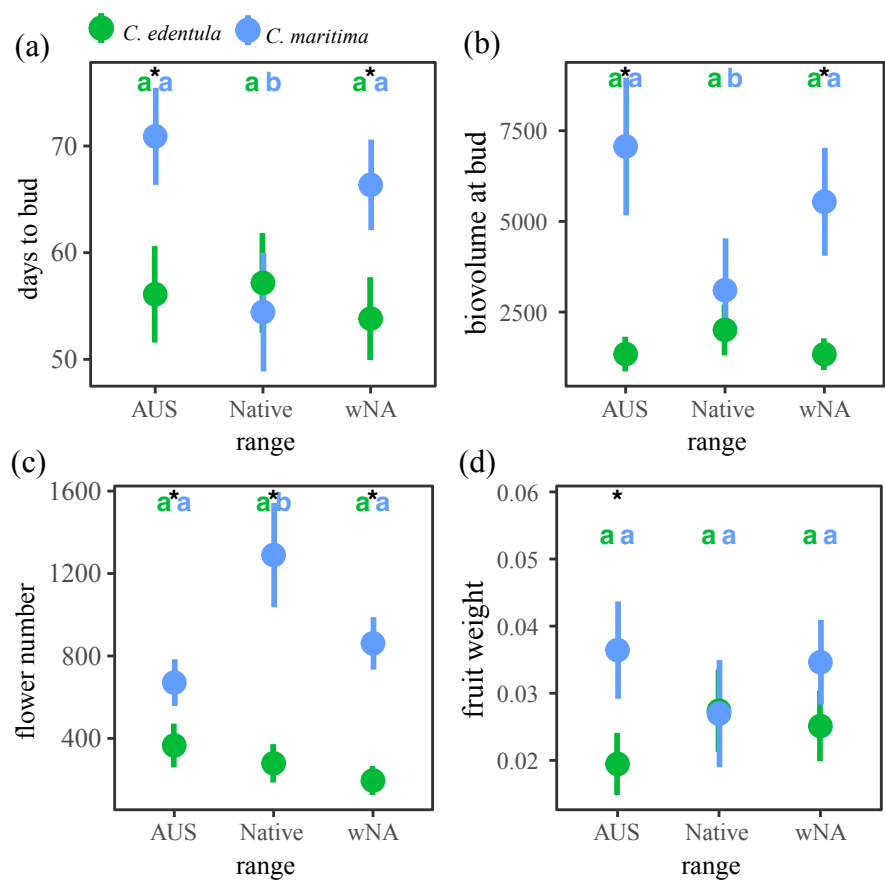 C. edentula C. maritima
(a)
a*a a b a*a
70
60
50
days to bud
AUS Native wNA
range
(b)
a*a a b a*a
7500
5000
2500
biovolume at bud
AUS Native wNA
range
(c)
1600
a*a a*b a*a
1200
800
400
flower number
AUS Native wNA
range
(d)
0.06
*
a a a a a a
0.05
0.04
0.03
0.02
fruit weight
AUS Native wNA
range